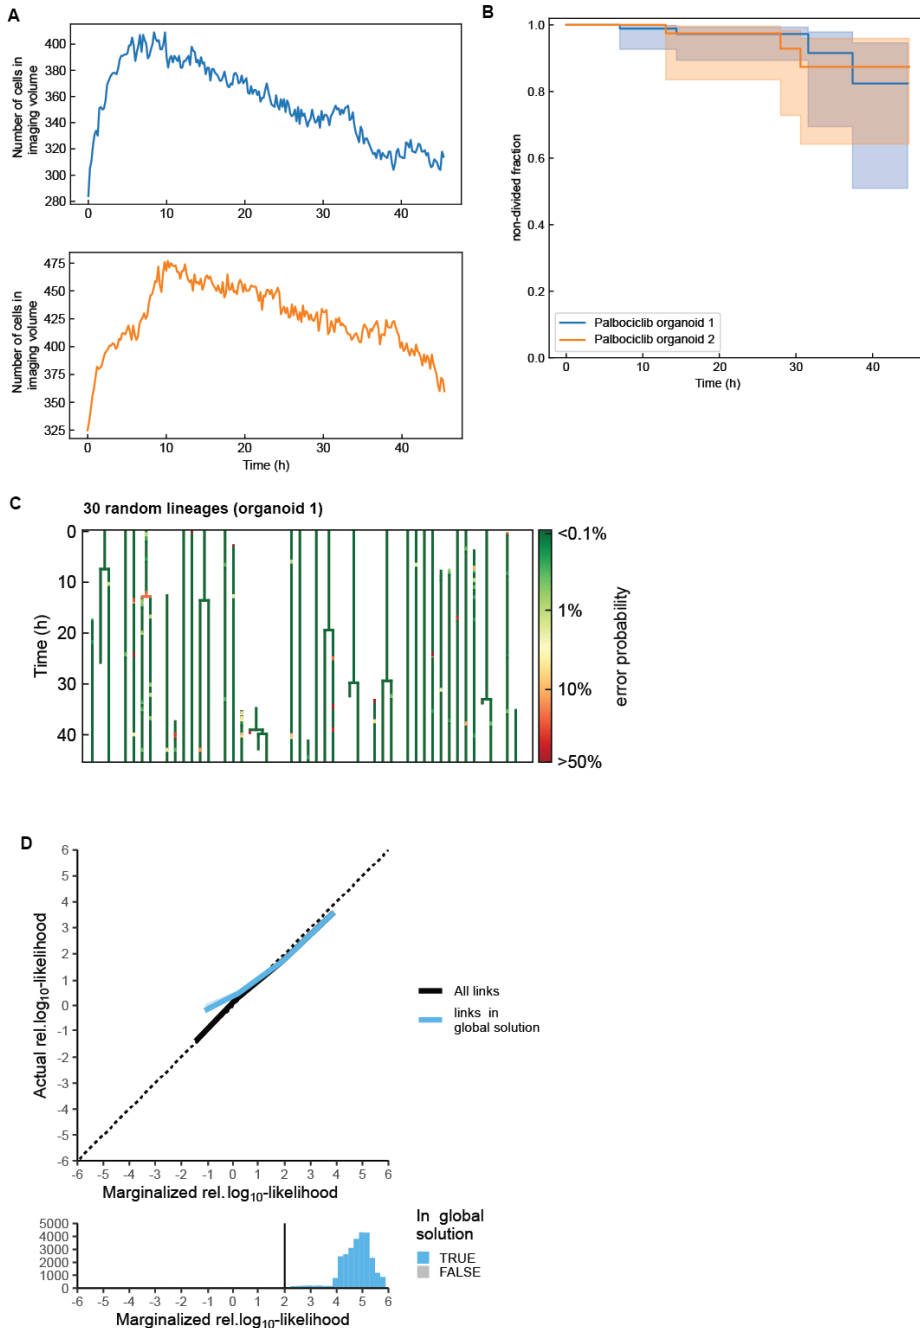 A
Number of cells in
imaging volume
400
380
360
340
320
300
280
0
10
20
30
40
Number of cells in
imaging volume
475
450
425
400
375
350
325
0
10
20
30
40
Time (h)
B
non-divided fraction
1.0
0.8
0.6
0.4
0.2
0.0
Palbociclib organoid 1
Palbociclib organoid 2
0
10
20
30
40
Time (h)
C
30 random lineages (organoid 1)
Time (h)
0
10
20
30
40
<0.1%
1%
10%
>50%
error probability
D
Actual rel.log10-likelihood
6
5
4
3
2
1
0
-1
-2
-3
-4
-5
-6
-6 -5 -4 -3 -2 -1 0 1 2 3 4 5 6
Marginalized rel.log10-likelihood
All links
links in
global solution
5000
4000
3000
2000
1000
0
-6 -5 -4 -3 -2 -1 0 1 2 3 4 5 6
Marginalized rel.log10-likelihood
In global
solution
TRUE
FALSE